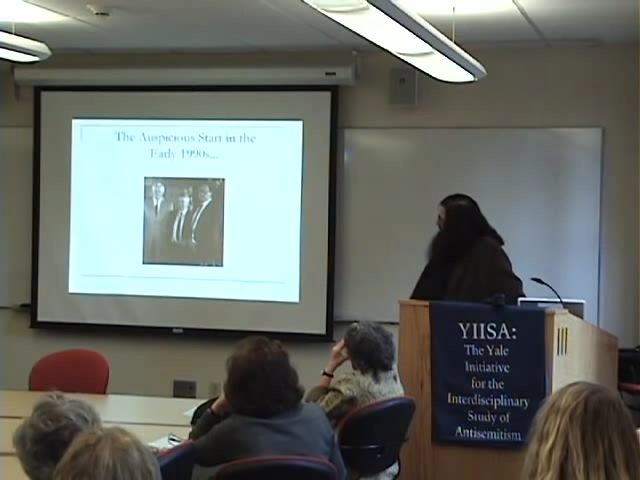 The Auspicious Start in the
Early 1990s...
YIISA:
The Yale
Initiative
for the
Interdisciplinary
Study of
Antisemitism